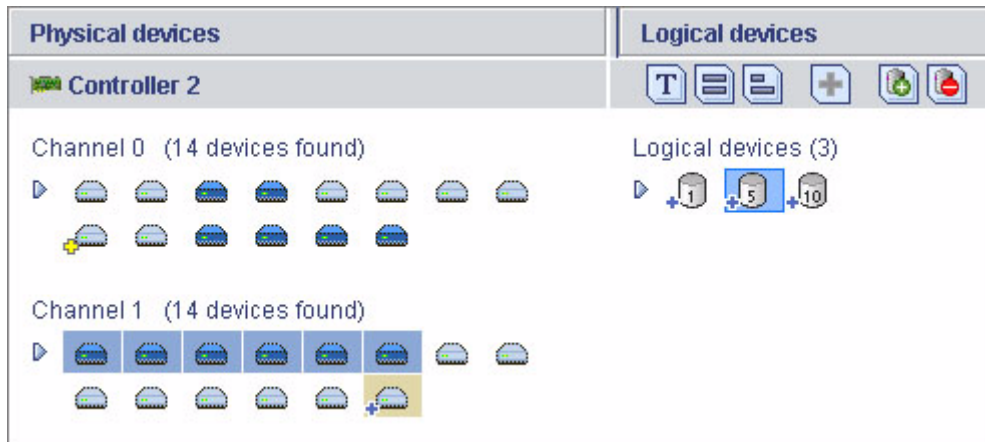 Physical devices
Logical devices
Controller 2
T
Channel 0 (14 devices found)
Logical devices (3)
1 5 10
Channel 1 (14 devices found)